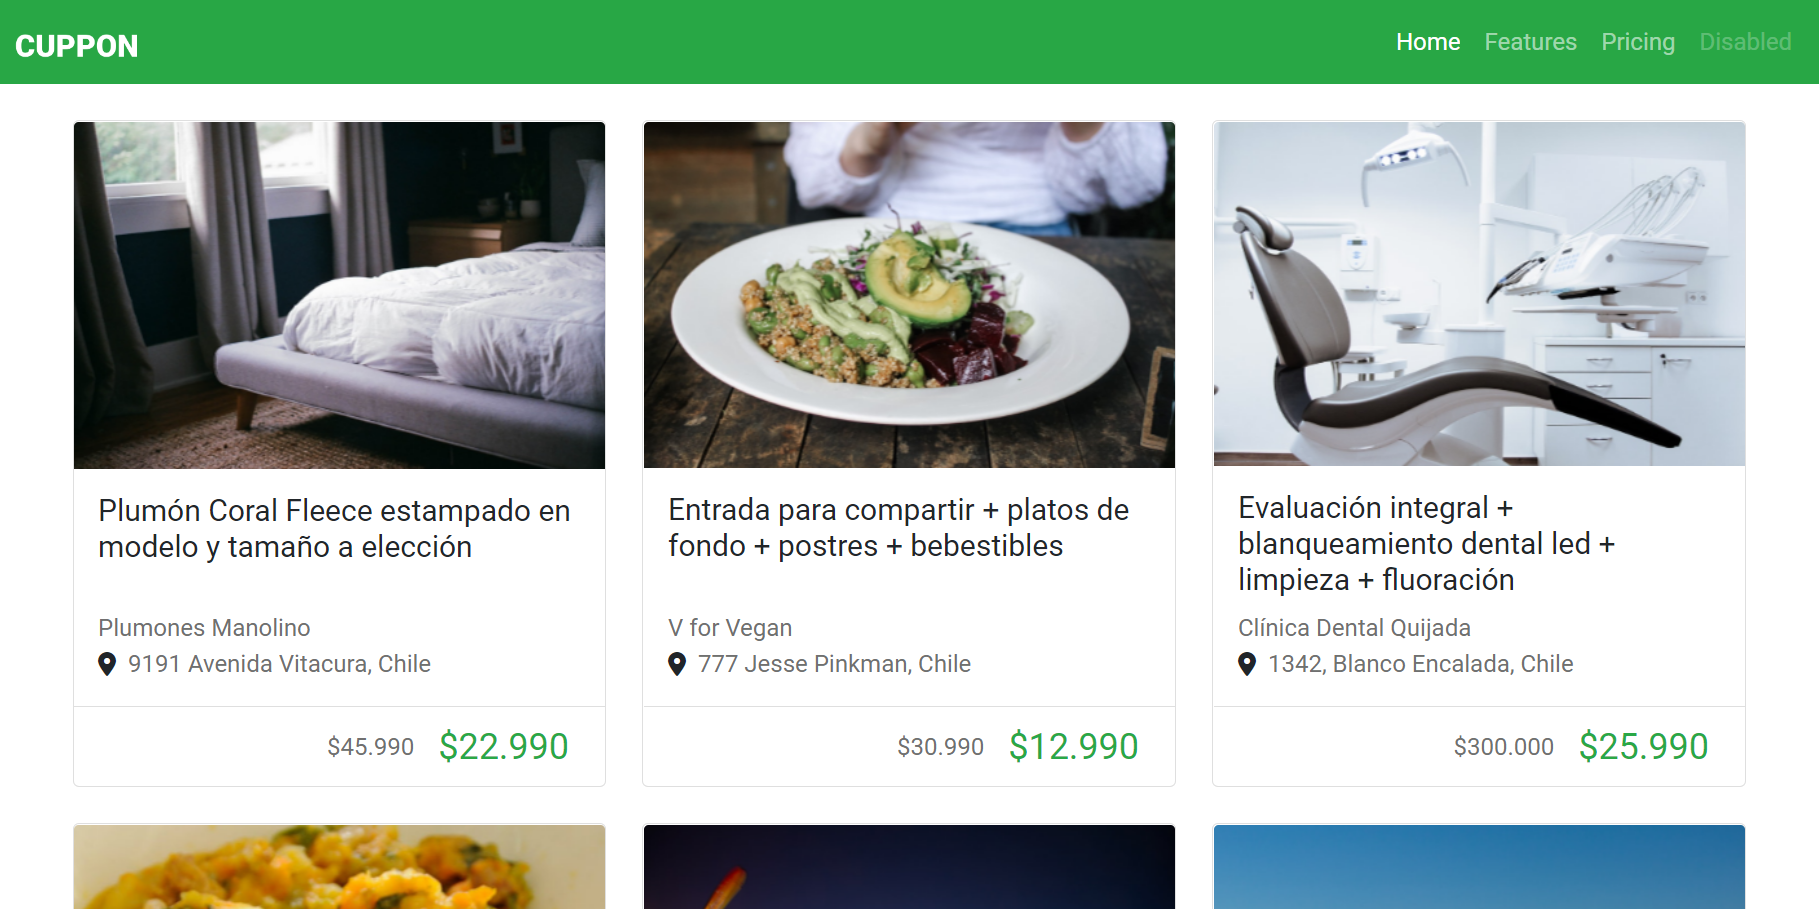 CUPPON
Home Features Pricing Disabled
Plumón Coral Fleece estampado en
modelo y tamaño a elección
Plumones Manolino
9191 Avenida Vitacura, Chile
$45.990 $22.990
Entrada para compartir + platos de
fondo + postres + bebestibles
V for Vegan
777 Jesse Pinkman, Chile
$30.990 $12.990
Evaluación integral +
blanqueamiento dental led +
limpieza + fluoración
Clínica Dental Quijada
1342, Blanco Encalada, Chile
$300.000 $25.990